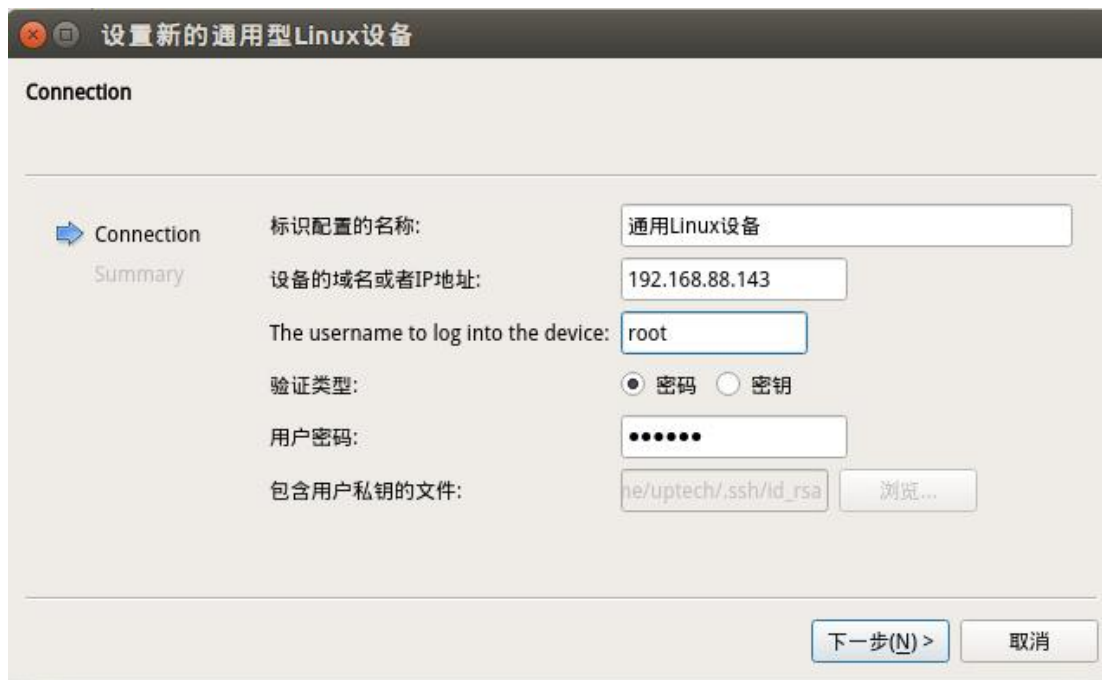 设置新的通用型Linux设备
Connection
Connection
Summary
标识配置的名称: 通用Linux设备
设备的域名或者IP地址: 192.168.88.143
The username to log into the device: root
验证类型: 密码 密钥
用户密码: ••••••
包含用户私钥的文件: ne/uptech/.ssh/id_rsa 浏览...
下一步(N) > 取消